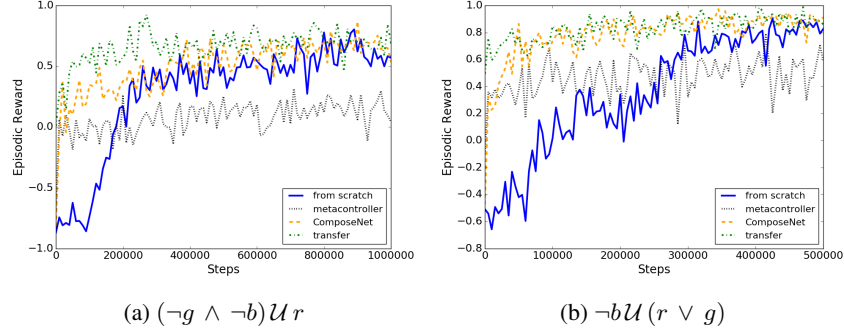 1.0
0.5
0.0
−0.5
−1.0
Episodic Reward
0 200000 400000 600000 800000 1000000
Steps
from scratch
metacontroller
ComposeNet
transfer
(a) (¬g ∧ ¬b) 𝒰 r
1.0
0.8
0.6
0.4
0.2
0.0
−0.2
−0.4
−0.6
−0.8
Episodic Reward
0 100000 200000 300000 400000 500000
Steps
from scratch
metacontroller
ComposeNet
transfer
(b) ¬b 𝒰 (r ∨ g)